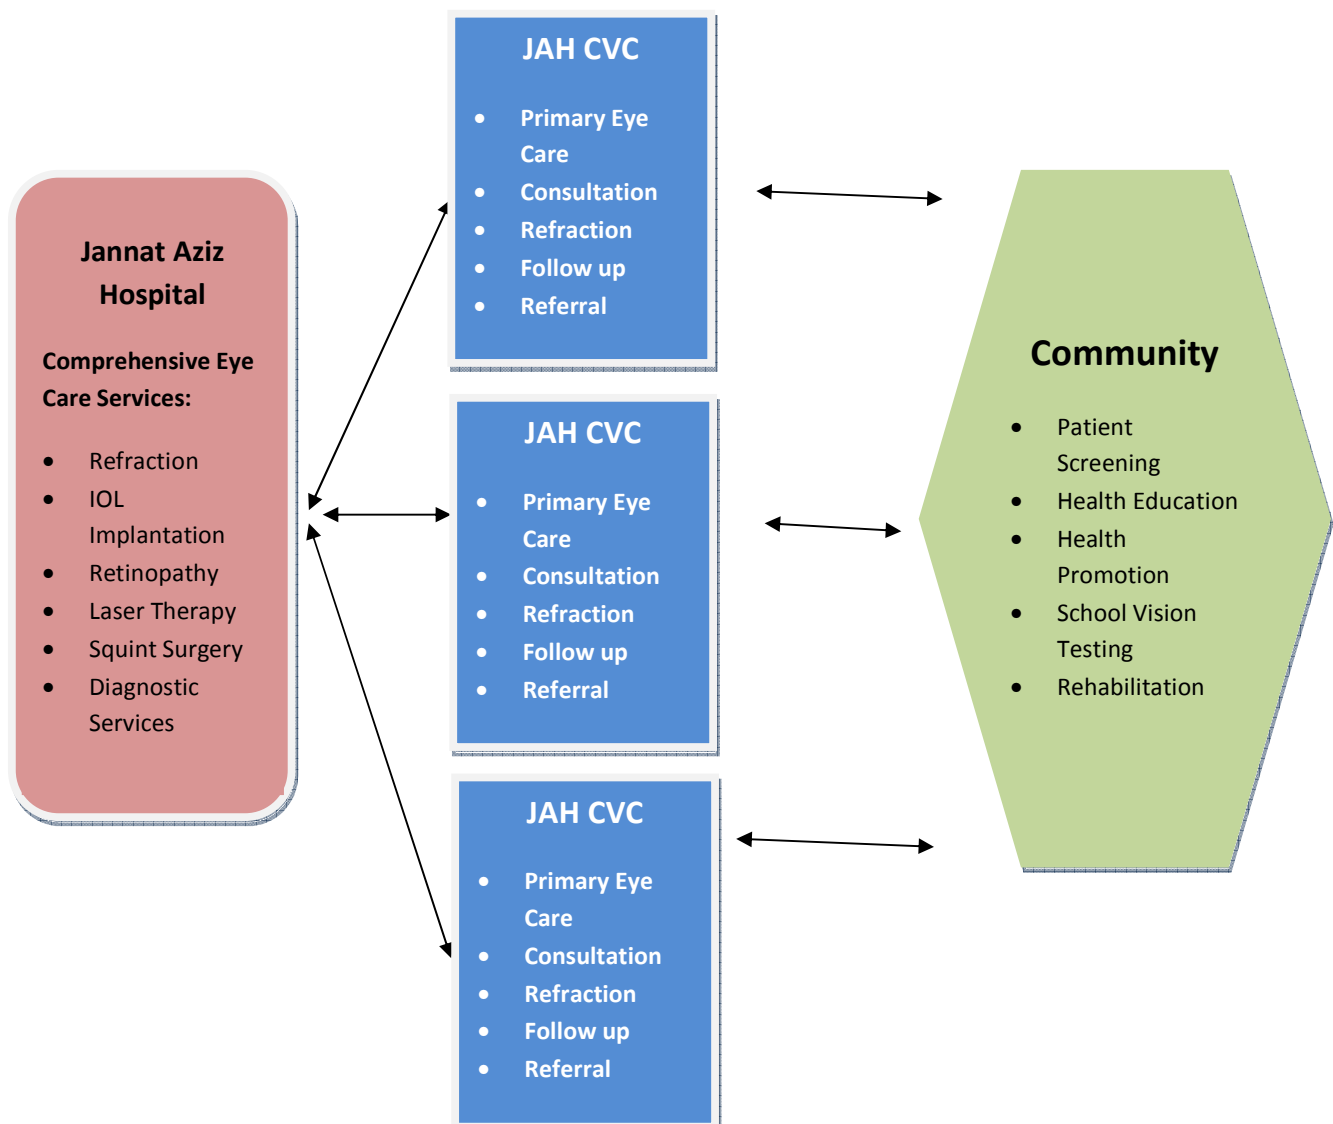 Jannat Aziz
Hospital
Comprehensive Eye
Care Services:
• Refraction
• IOL
Implantation
• Retinopathy
• Laser Therapy
• Squint Surgery
• Diagnostic
Services
JAH CVC
• Primary Eye
Care
• Consultation
• Refraction
• Follow up
• Referral
JAH CVC
• Primary Eye
Care
• Consultation
• Refraction
• Follow up
• Referral
JAH CVC
• Primary Eye
Care
• Consultation
• Refraction
• Follow up
• Referral
Community
• Patient
Screening
• Health Education
• Health
Promotion
• School Vision
Testing
• Rehabilitation